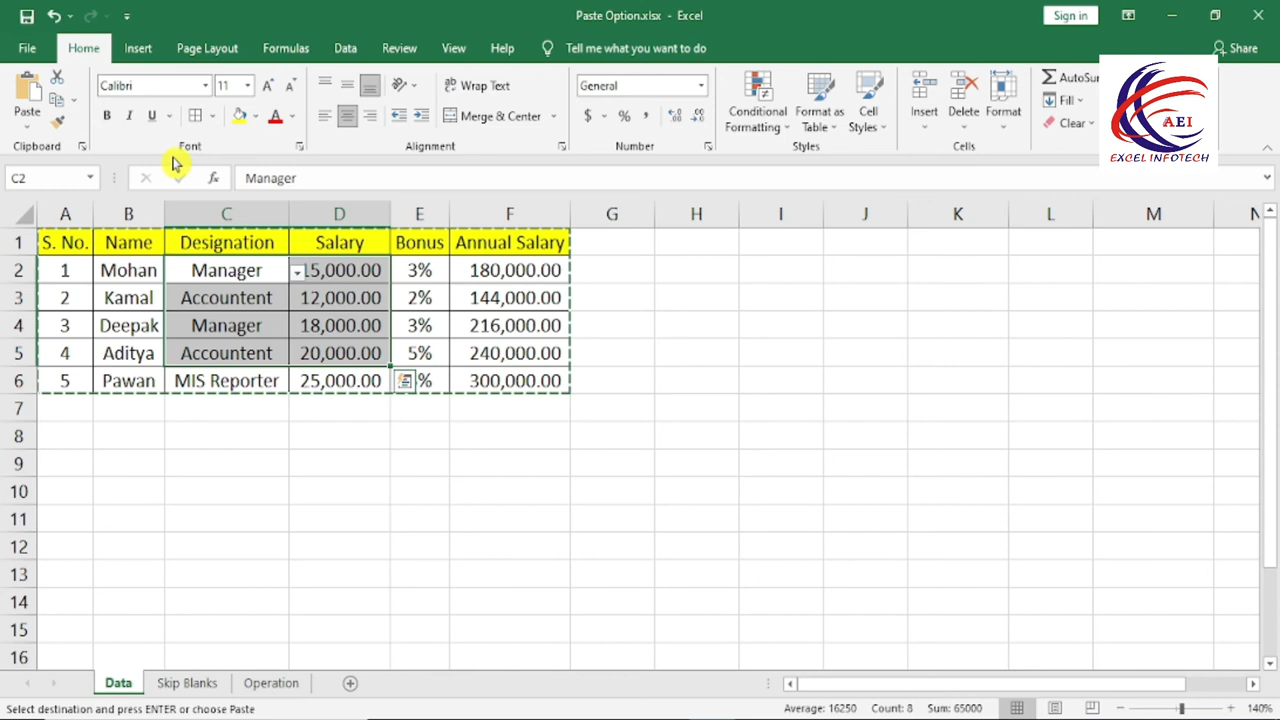 Paste Option.xlsx - Excel
Sign in
File Home Insert Page Layout Formulas Data Review View Help Tell me what you want to do Share
Calibri 11 Wrap Text General AutoSu
Paste B I U Merge & Center $ % Conditional Formatting Format as Table Cell Styles Insert Delete Format Fill Clear
Clipboard Font Alignment Number Styles Cells
AEI
EXCEL INFOTECH
C2 fx Manager
A B C D E F G H I J K L M N
1 S. No. Name Designation Salary Bonus Annual Salary
2 1 Mohan Manager 15,000.00 3% 180,000.00
3 2 Kamal Accountent 12,000.00 2% 144,000.00
4 3 Deepak Manager 18,000.00 3% 216,000.00
5 4 Aditya Accountent 20,000.00 5% 240,000.00
6 5 Pawan MIS Reporter 25,000.00 % 300,000.00
7
8
9
10
11
12
13
14
15
16
Data Skip Blanks Operation
Select destination and press ENTER or choose Paste Average: 16250 Count: 8 Sum: 65000 140%